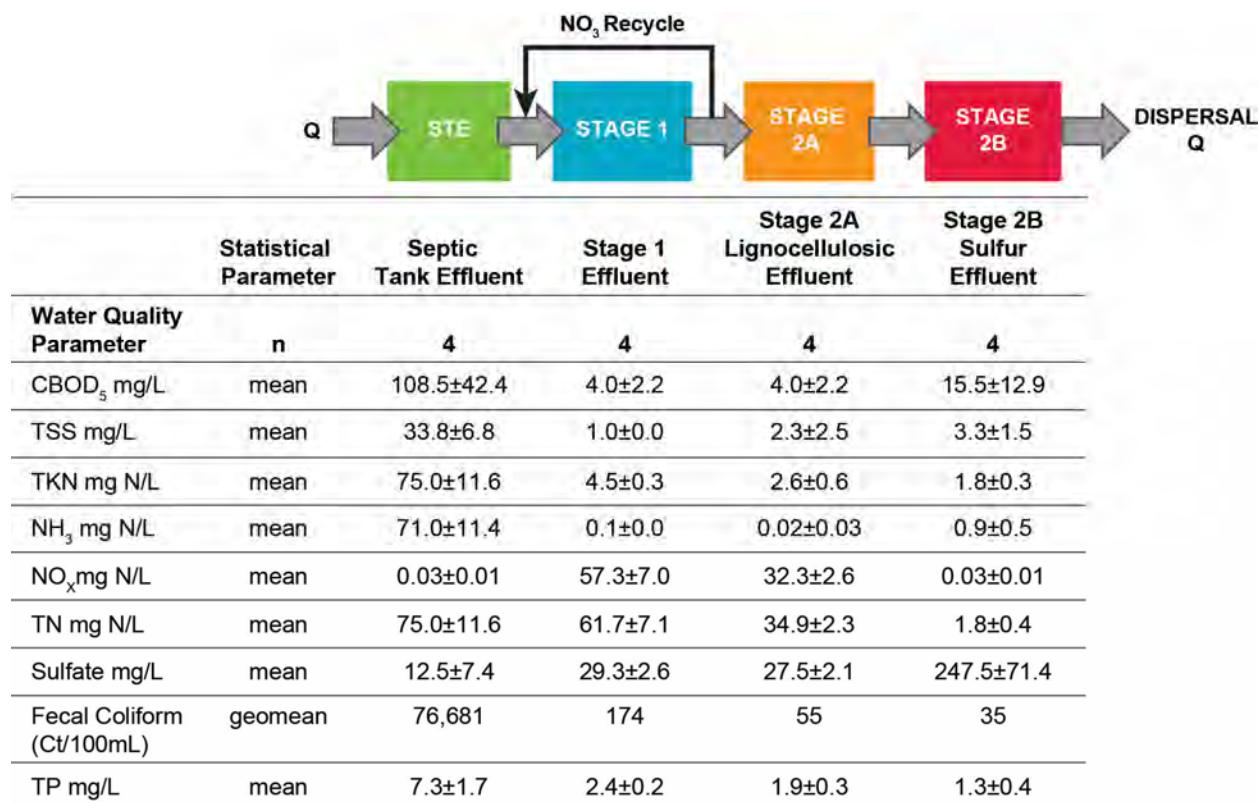 NO₃ Recycle
Q
STE
STAGE 1
STAGE
2A
STAGE
2B
DISPERSAL
Q
Statistical
Parameter
Septic
Tank Effluent
Stage 1
Effluent
Stage 2A
Lignocellulosic
Effluent
Stage 2B
Sulfur
Effluent
Water Quality
Parameter n 4 4 4 4
CBOD₅ mg/L mean 108.5±42.4 4.0±2.2 4.0±2.2 15.5±12.9
TSS mg/L mean 33.8±6.8 1.0±0.0 2.3±2.5 3.3±1.5
TKN mg N/L mean 75.0±11.6 4.5±0.3 2.6±0.6 1.8±0.3
NH₃ mg N/L mean 71.0±11.4 0.1±0.0 0.02±0.03 0.9±0.5
NOₓmg N/L mean 0.03±0.01 57.3±7.0 32.3±2.6 0.03±0.01
TN mg N/L mean 75.0±11.6 61.7±7.1 34.9±2.3 1.8±0.4
Sulfate mg/L mean 12.5±7.4 29.3±2.6 27.5±2.1 247.5±71.4
Fecal Coliform geomean 76,681 174 55 35
(Ct/100mL)
TP mg/L mean 7.3±1.7 2.4±0.2 1.9±0.3 1.3±0.4